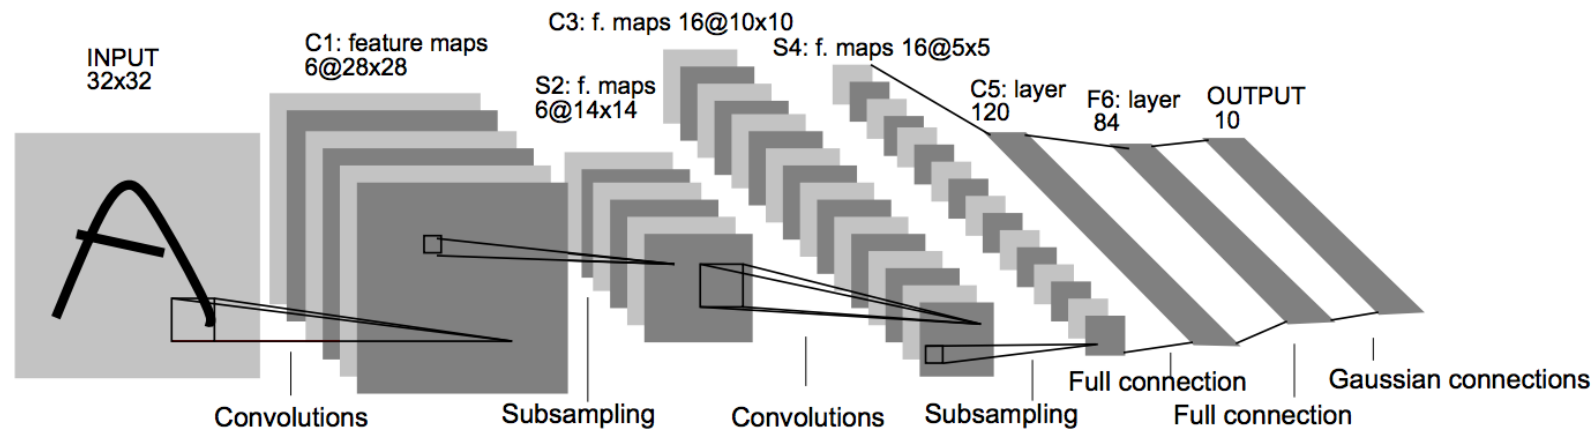 INPUT
32x32
C1: feature maps
6@28x28
S2: f. maps
6@14x14
C3: f. maps 16@10x10
S4: f. maps 16@5x5
C5: layer
120
F6: layer
84
OUTPUT
10
Convolutions
Subsampling
Convolutions
Subsampling
Full connection
Full connection
Gaussian connections